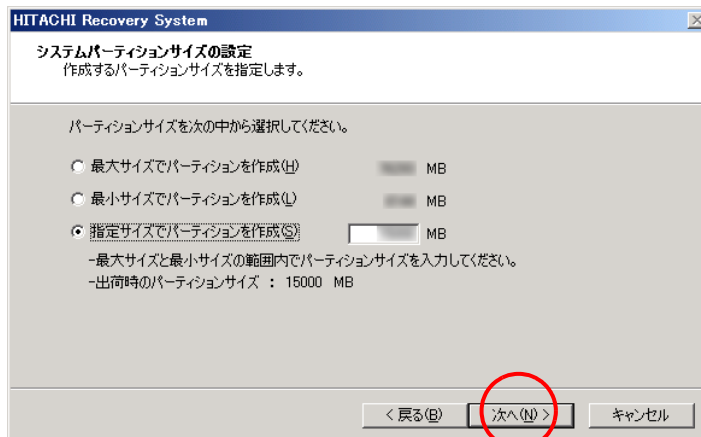 HITACHI Recovery System
システムパーティションサイズの設定
作成するパーティションサイズを指定します。
パーティションサイズを次の中から選択してください。
最大サイズでパーティションを作成(H) MB
最小サイズでパーティションを作成(L) MB
指定サイズでパーティションを作成(S) MB
-最大サイズと最小サイズの範囲内でパーティションサイズを入力してください。
-出荷時のパーティションサイズ : 15000 MB
< 戻る(B) 次へ(N) > キャンセル